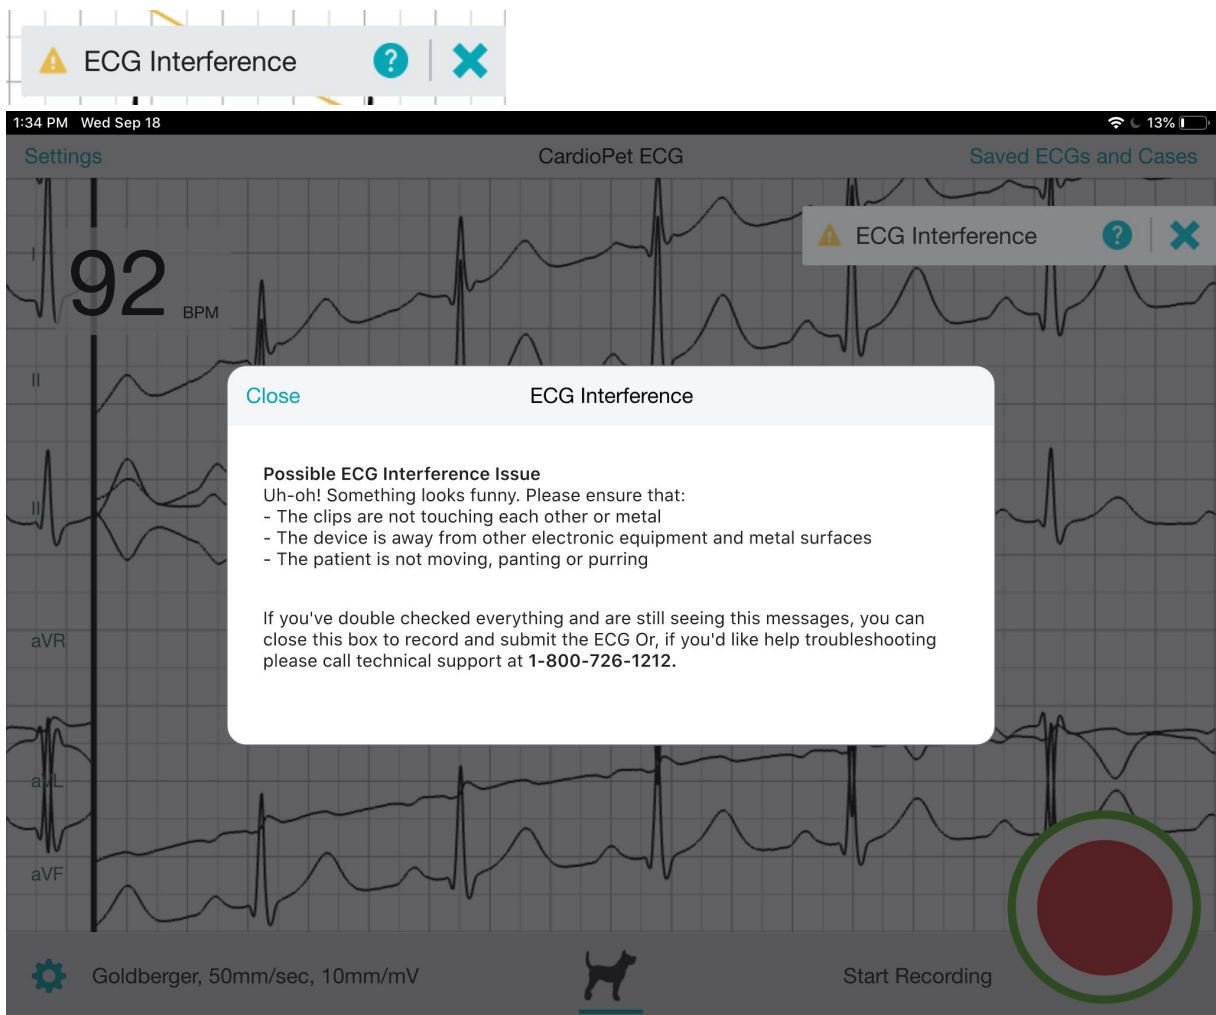 ECG Interference
1:34 PM Wed Sep 18
13%
Settings
CardioPet ECG
Saved ECGs and Cases
I
92 BPM
ECG Interference
II
Close
ECG Interference
Possible ECG Interference Issue
Uh-oh! Something looks funny. Please ensure that:
- The clips are not touching each other or metal
- The device is away from other electronic equipment and metal surfaces
- The patient is not moving, panting or purring
If you've double checked everything and are still seeing this messages, you can
close this box to record and submit the ECG Or, if you'd like help troubleshooting
please call technical support at 1-800-726-1212.
aVR
aVL
aVF
Goldberger, 50mm/sec, 10mm/mV
Start Recording